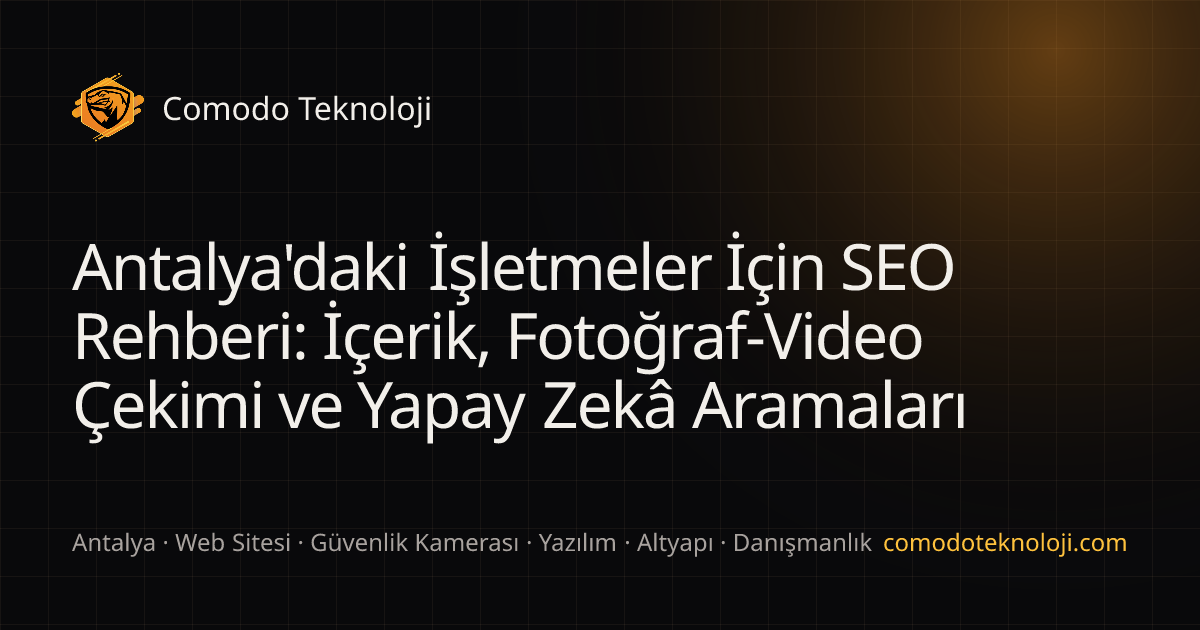 Comodo Teknoloji
Antalya'daki İşletmeler İçin SEO
Rehberi: İçerik, Fotoğraf-Video
Çekimi ve Yapay Zekâ Aramaları
Antalya · Web Sitesi · Güvenlik Kamerası · Yazılım · Altyapı · Danışmanlık comodoteknoloji.com